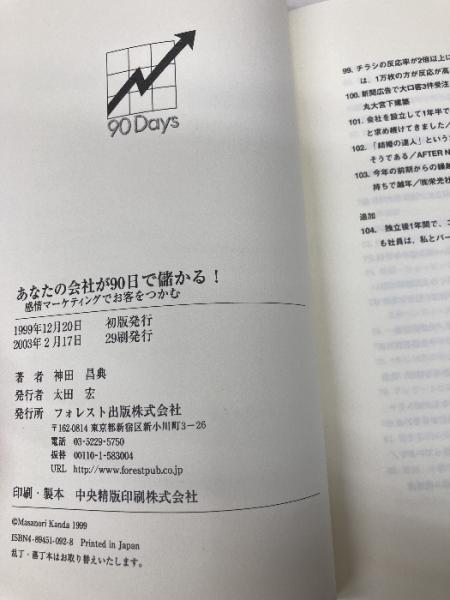 90 Days
あなたの会社が90日で儲かる！
感情マーケティングでお客をつかむ
1999年12月20日 初版発行
2003年2月17日 29刷発行
著 者 神田 昌典
発行者 太田 宏
発行所 フォレスト出版株式会社
〒162-0814 東京都新宿区新小川町3－26
電話 03-5229-5750
振替 00110-1-583004
URL http://www.forestpub.co.jp
印刷・製本 中央精版印刷株式会社
©Masanori Kanda 1999
ISBN4-89451-092-8 Printed in Japan
乱丁・落丁本はお取り替えいたします。
99. チラシの反応率が2倍以上に
は、1万枚の方が反応が高
100. 新聞広告で大口客3件受注
丸大宮下建築
101. 会社を設立して1年半で
と求め続けてきました／
102. 「結婚の達人」という
そうである／AFTER N
103. 今年の前期からの繰越
持ちで越年／㈲栄光社
追加
104. 独立後1年間で、こ
も社員は、私とパー